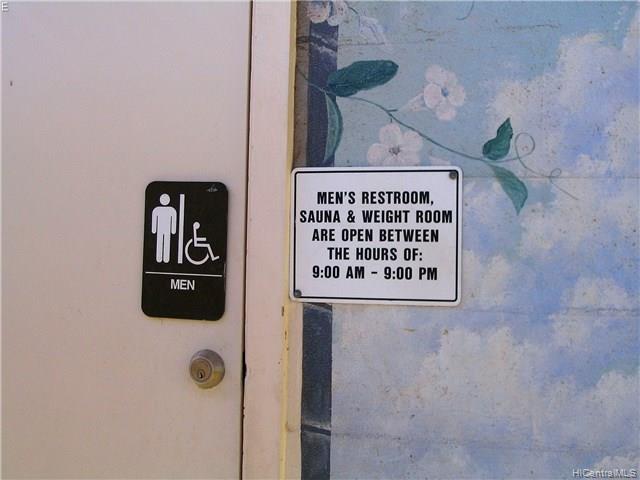 E
MEN
MEN'S RESTROOM,
SAUNA & WEIGHT ROOM
ARE OPEN BETWEEN
THE HOURS OF:
9:00 AM - 9:00 PM
HICentralMLS